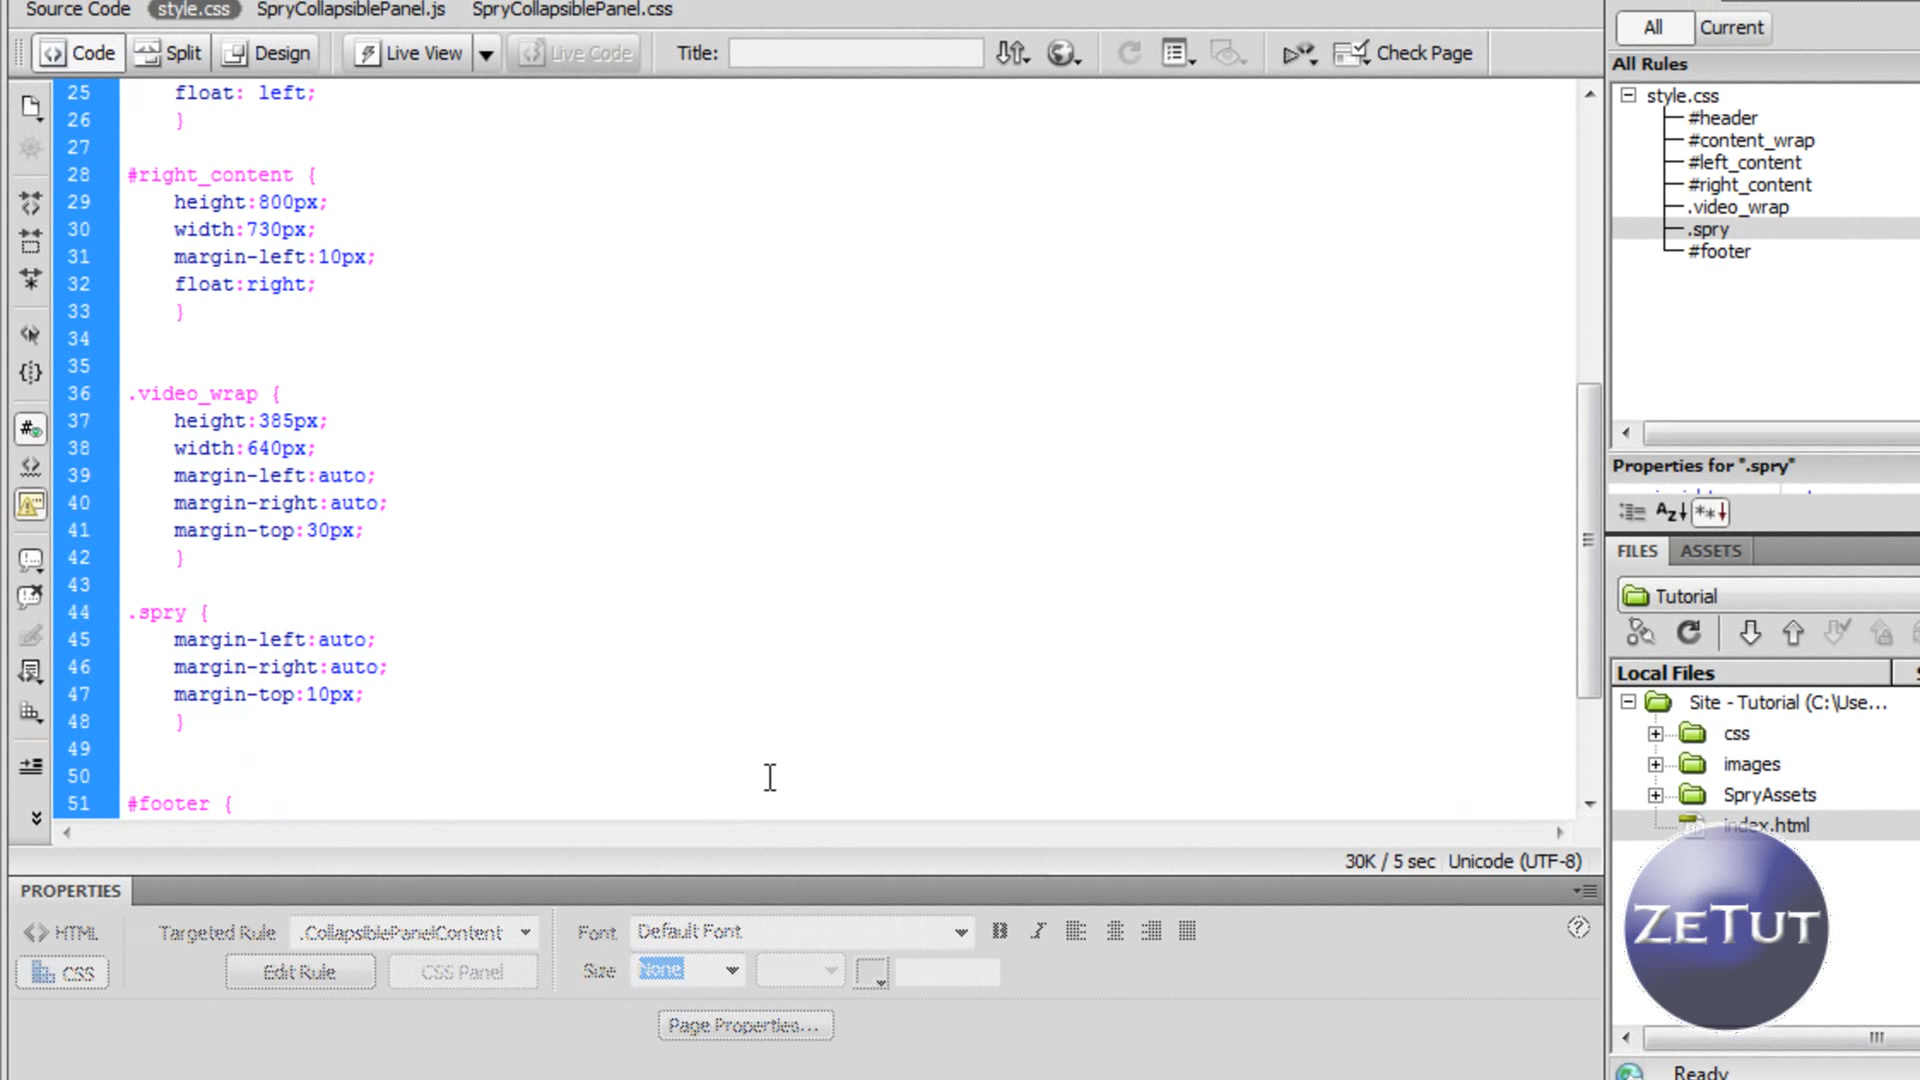 Source Code style.css SpryCollapsiblePanel.js SpryCollapsiblePanel.css
Code Split Design Live View Live Code Title: Check Page
25 float: left;
26 }
27
28 #right_content {
29 height:800px;
30 width:730px;
31 margin-left:10px;
32 float:right;
33 }
34
35
36 .video_wrap {
37 height:385px;
38 width:640px;
39 margin-left:auto;
40 margin-right:auto;
41 margin-top:30px;
42 }
43
44 .spry {
45 margin-left:auto;
46 margin-right:auto;
47 margin-top:10px;
48 }
49
50
51 #footer {
30K / 5 sec Unicode (UTF-8)
PROPERTIES
<> HTML Targeted Rule .CollapsiblePanelContent Font Default Font B I
CSS Edit Rule CSS Panel Size None
Page Properties...
All Current
All Rules
style.css
#header
#content_wrap
#left_content
#right_content
.video_wrap
.spry
#footer
Properties for ".spry"
FILES ASSETS
Tutorial
Local Files
Site - Tutorial (C:\Use...
css
images
SpryAssets
index.html
ZETUT
Ready